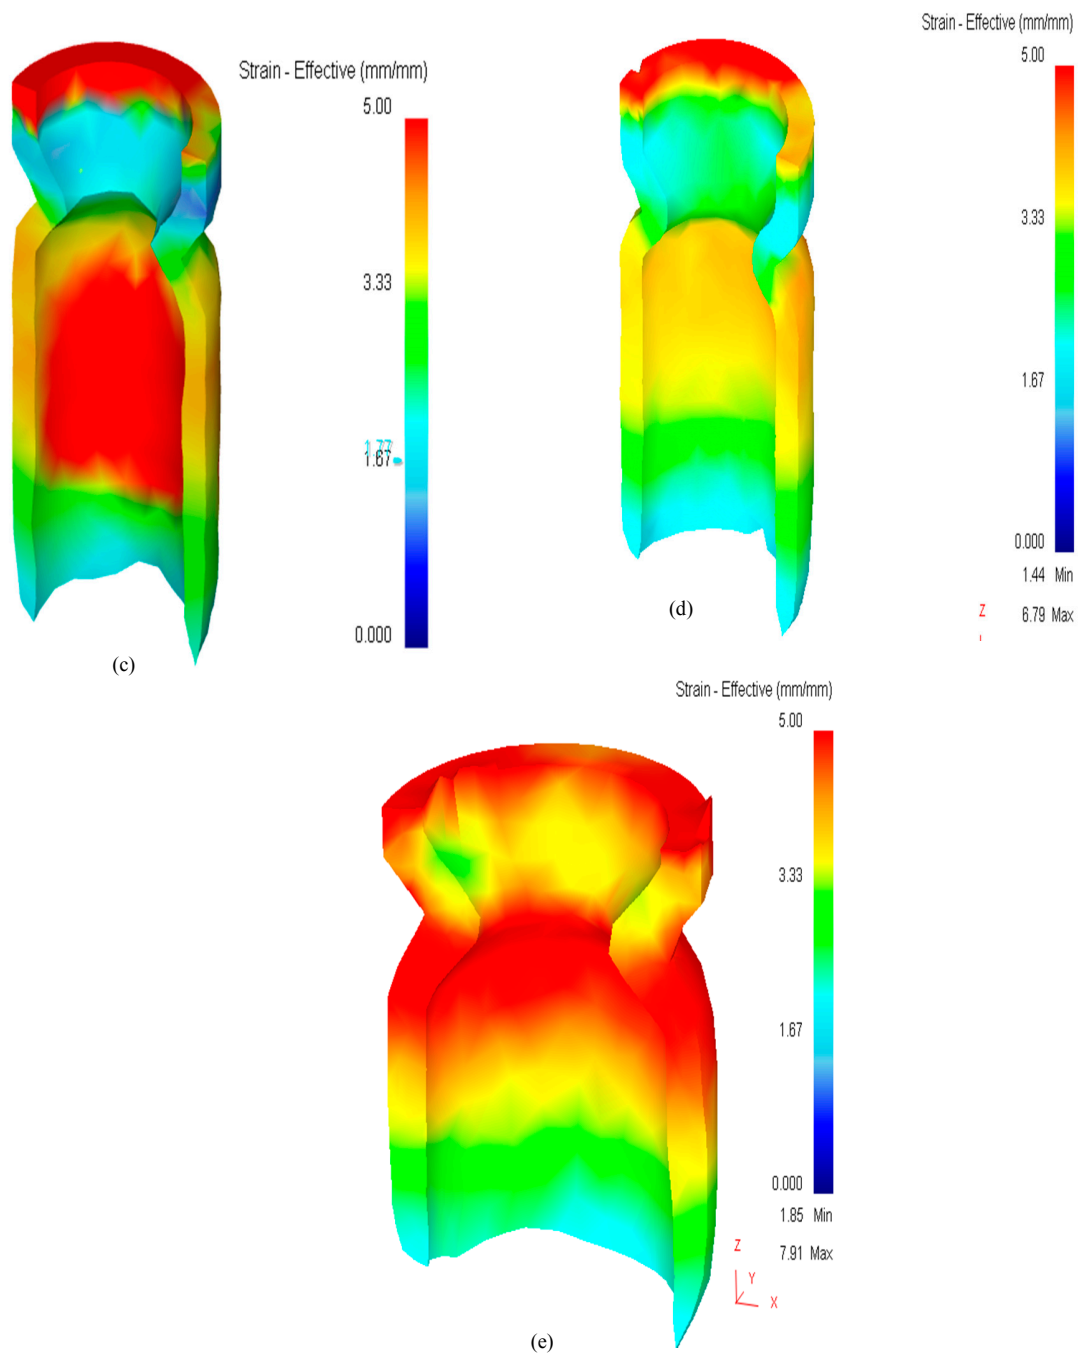 Strain - Effective (mm/mm)
5.00
3.33
1.77
1.67
0.000
(c)
Strain - Effective (mm/mm)
5.00
3.33
1.67
0.000
1.44 Min
6.79 Max
Z
(d)
Strain - Effective (mm/mm)
5.00
3.33
1.67
0.000
1.85 Min
7.91 Max
Z
Y
X
(e)